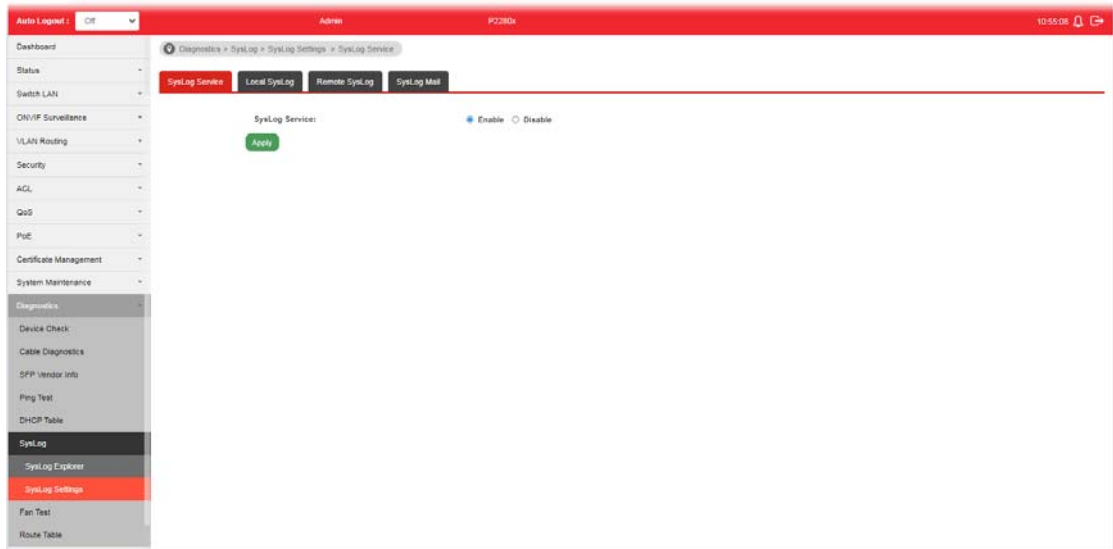 Auto Logout : Off Admin P2280x 10:55:08
Dashboard
Diagnostics > SysLog > SysLog Settings > SysLog Service
Status
SysLog Service Local SysLog Remote SysLog SysLog Mail
Switch LAN
ONVIF Surveillance
SysLog Service: Enable Disable
VLAN Routing
Apply
Security
ACL
QoS
PoE
Certificate Management
System Maintenance
Diagnostics
Device Check
Cable Diagnostics
SFP Vendor Info
Ping Test
DHCP Table
SysLog
SysLog Explorer
SysLog Settings
Fan Test
Route Table